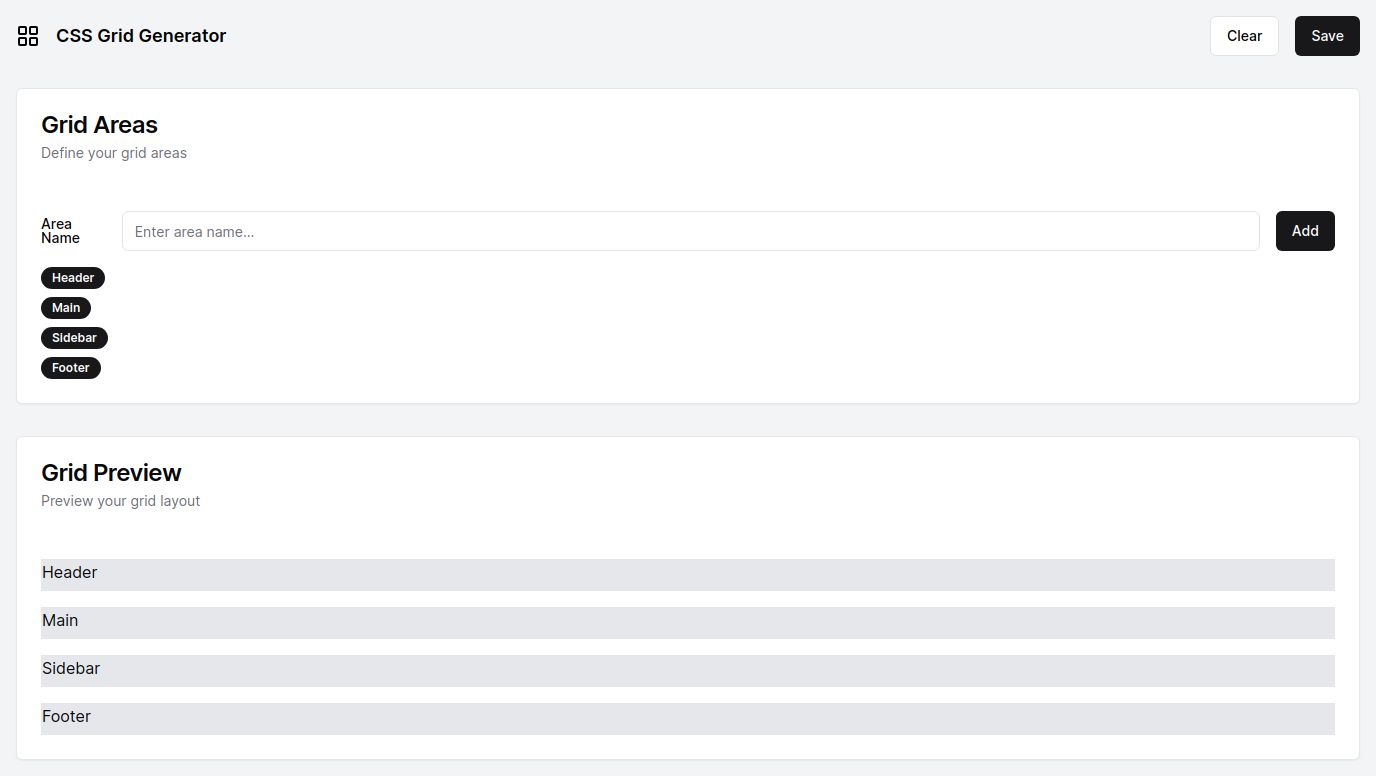 CSS Grid Generator
Clear
Save
Grid Areas
Define your grid areas
Area
Name
Enter area name...
Add
Header
Main
Sidebar
Footer
Grid Preview
Preview your grid layout
Header
Main
Sidebar
Footer